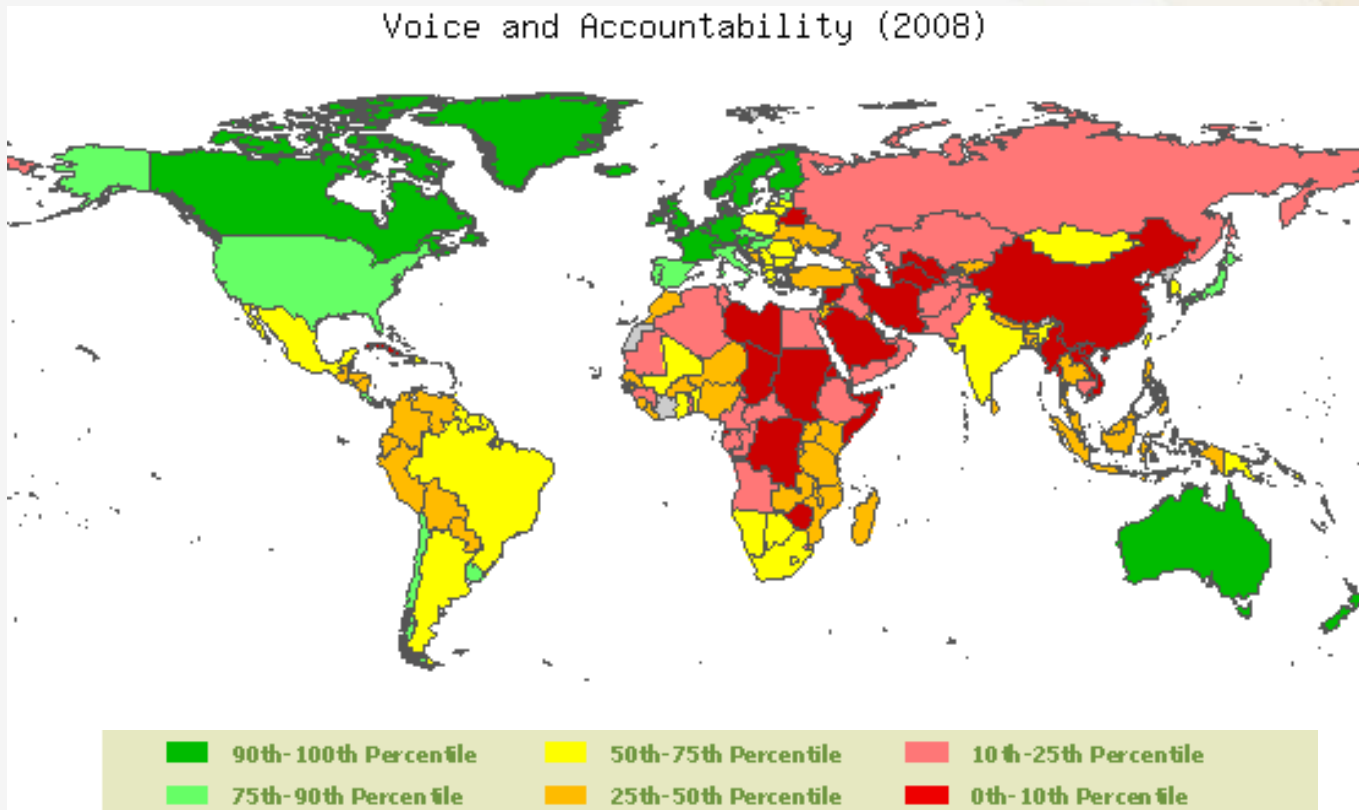 Voice and Accountability (2008)
90th-100th Percentile 50th-75th Percentile 10th-25th Percentile
75th-90th Percentile 25th-50th Percentile 0th-10th Percentile